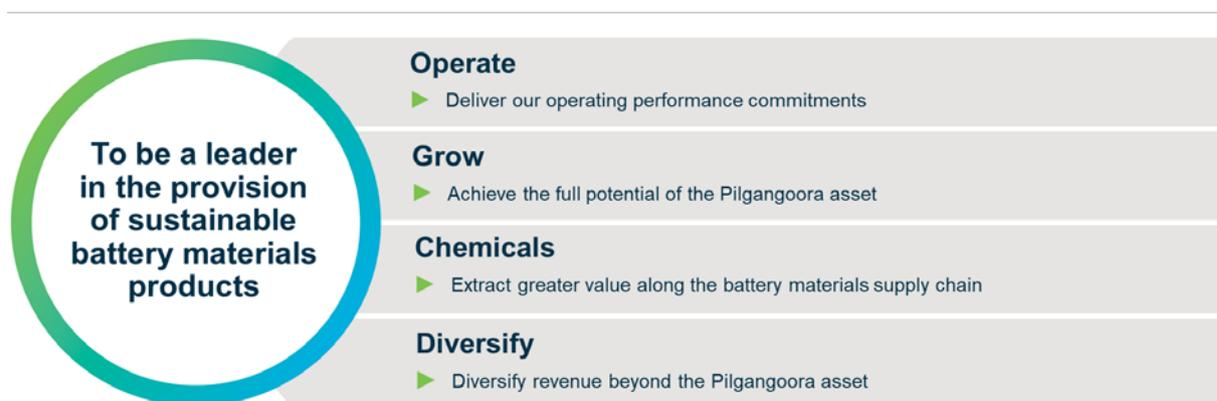 To be a leader
in the provision
of sustainable
battery materials
products
Operate
Deliver our operating performance commitments
Grow
Achieve the full potential of the Pilgangoora asset
Chemicals
Extract greater value along the battery materials supply chain
Diversify
Diversify revenue beyond the Pilgangoora asset